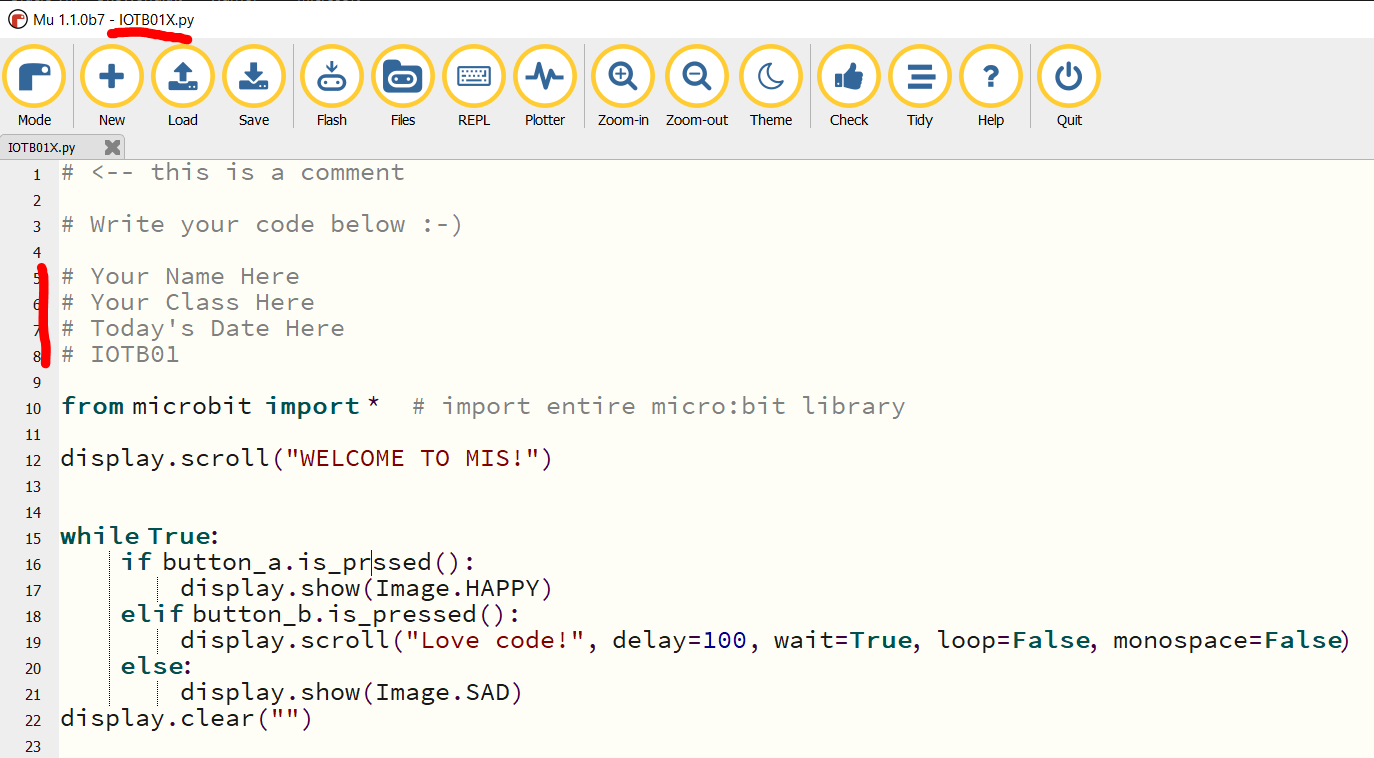 Mu 1.1.0b7 - IOTB01X.py
Mode New Load Save Flash Files REPL Plotter Zoom-in Zoom-out Theme Check Tidy Help Quit
IOTB01X.py
1 # <-- this is a comment
2
3 # Write your code below :-)
4
5 # Your Name Here
6 # Your Class Here
7 # Today's Date Here
8 # IOTB01
9
10 from microbit import *  # import entire micro:bit library
11
12 display.scroll("WELCOME TO MIS!")
13
14
15 while True:
16     if button_a.is_prssed():
17         display.show(Image.HAPPY)
18     elif button_b.is_pressed():
19         display.scroll("Love code!", delay=100, wait=True, loop=False, monospace=False)
20     else:
21         display.show(Image.SAD)
22 display.clear("")
23